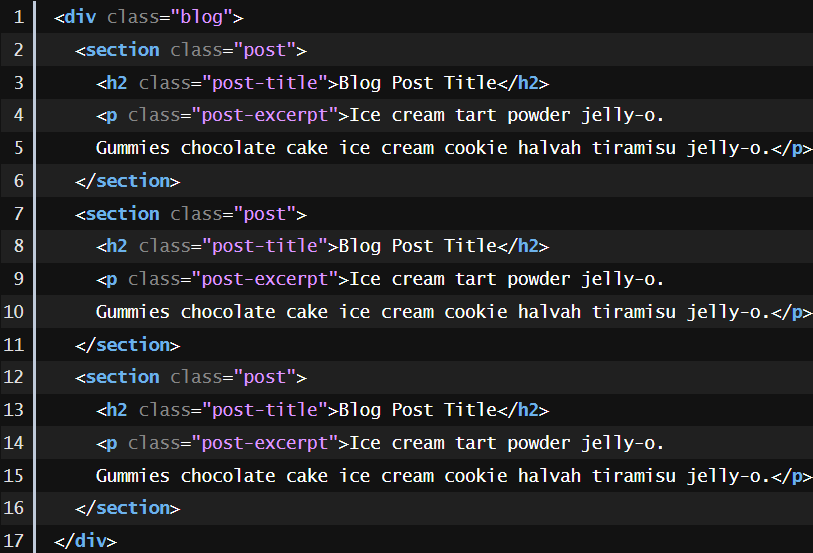 1 <div class="blog">
2   <section class="post">
3     <h2 class="post-title">Blog Post Title</h2>
4     <p class="post-excerpt">Ice cream tart powder jelly-o.
5     Gummies chocolate cake ice cream cookie halvah tiramisu jelly-o.</p>
6   </section>
7   <section class="post">
8     <h2 class="post-title">Blog Post Title</h2>
9     <p class="post-excerpt">Ice cream tart powder jelly-o.
10     Gummies chocolate cake ice cream cookie halvah tiramisu jelly-o.</p>
11   </section>
12   <section class="post">
13     <h2 class="post-title">Blog Post Title</h2>
14     <p class="post-excerpt">Ice cream tart powder jelly-o.
15     Gummies chocolate cake ice cream cookie halvah tiramisu jelly-o.</p>
16   </section>
17 </div>